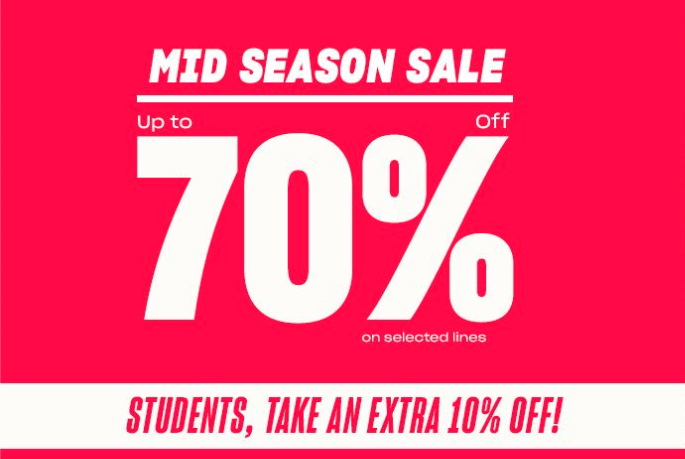 MID SEASON SALE
Up to Off
70%
on selected lines
STUDENTS, TAKE AN EXTRA 10% OFF!